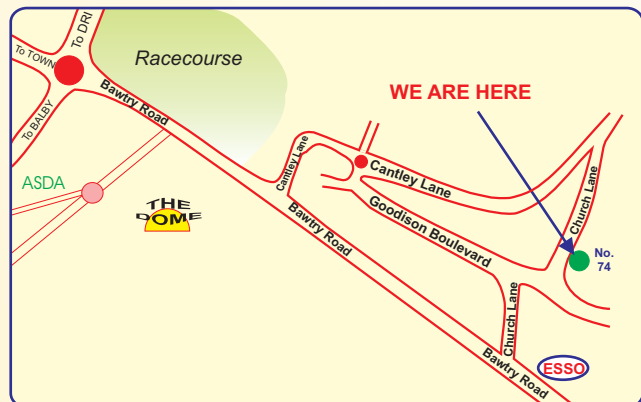 To DRI
To TOWN
To BALBY
Racecourse
Bawtry Road
WE ARE HERE
Cantley Lane
Cantley Lane
Church Lane
ASDA
THE
DOME
Goodison Boulevard
Bawtry Road
No.
74
Church Lane
Bawtry Road
ESSO